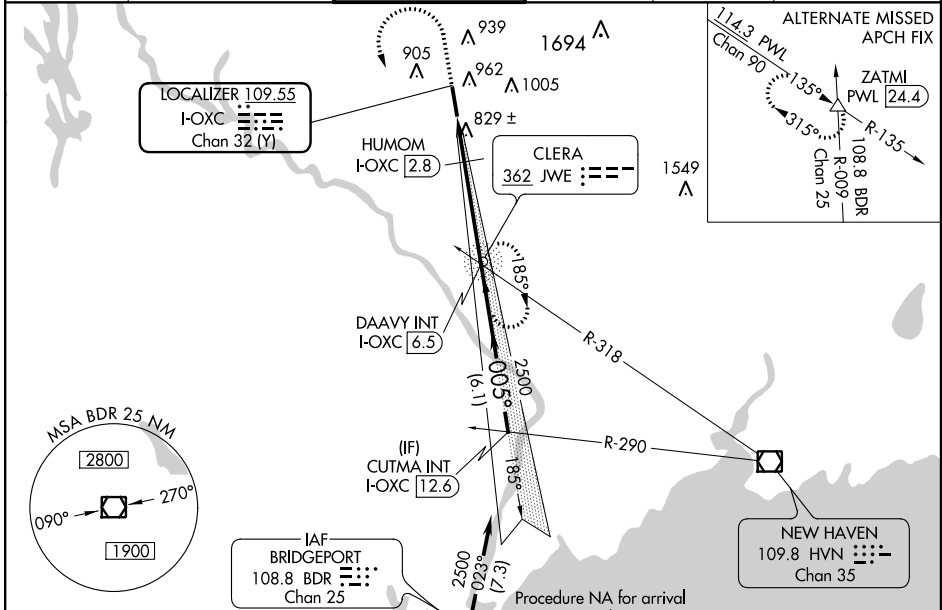 939
905
1694
962
1005
829 ±
LOCALIZER 109.55
I-OXC
Chan 32 (Y)
HUMOM
I-OXC 2.8
CLERA
362 JWE
1549
ALTERNATE MISSED
APCH FIX
114.3 PWL
Chan 90
135°
315°
ZATMI
PWL 24.4
R-135
108.8 BDR
R-009
Chan 25
185°
DAAVY INT
I-OXC 6.5
R-318
2500
005°
(6.1)
(IF)
CUTMA INT
I-OXC 12.6
R-290
185°
MSA BDR 25 NM
2800
090°
270°
1900
NEW HAVEN
109.8 HVN
Chan 35
IAF
BRIDGEPORT
108.8 BDR
Chan 25
2500
023°
(7.3)
Procedure NA for arrival